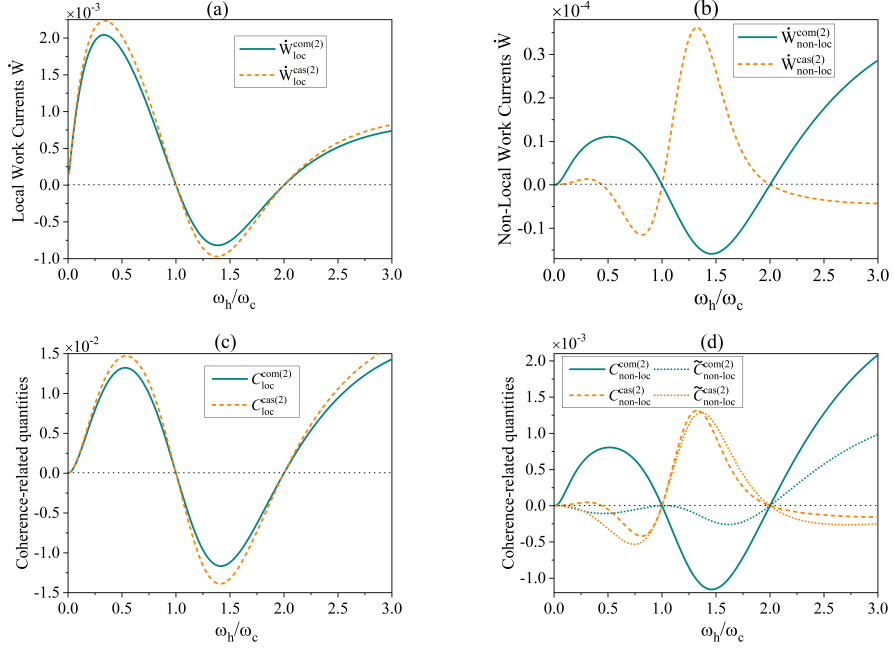 (a)
×10⁻³
Local Work Currents Ẇ
2.0
1.5
1.0
0.5
0.0
-0.5
-1.0
Ẇ_loc^com(2)
Ẇ_loc^cas(2)
0.0 0.5 1.0 1.5 2.0 2.5 3.0
ω_h/ω_c
(b)
×10⁻⁴
Non-Local Work Currents Ẇ
0.3
0.2
0.1
0.0
-0.1
Ẇ_non-loc^com(2)
Ẇ_non-loc^cas(2)
0.0 0.5 1.0 1.5 2.0 2.5 3.0
ω_h/ω_c
(c)
×10⁻²
Coherence-related quantities
1.5
1.0
0.5
0.0
-0.5
-1.0
-1.5
C_loc^com(2)
C_loc^cas(2)
0.0 0.5 1.0 1.5 2.0 2.5 3.0
ω_h/ω_c
(d)
×10⁻³
Coherence-related quantities
2.0
1.5
1.0
0.5
0.0
-0.5
-1.0
C_non-loc^com(2) C̃_non-loc^com(2)
C_non-loc^cas(2) C̃_non-loc^cas(2)
0.0 0.5 1.0 1.5 2.0 2.5 3.0
ω_h/ω_c